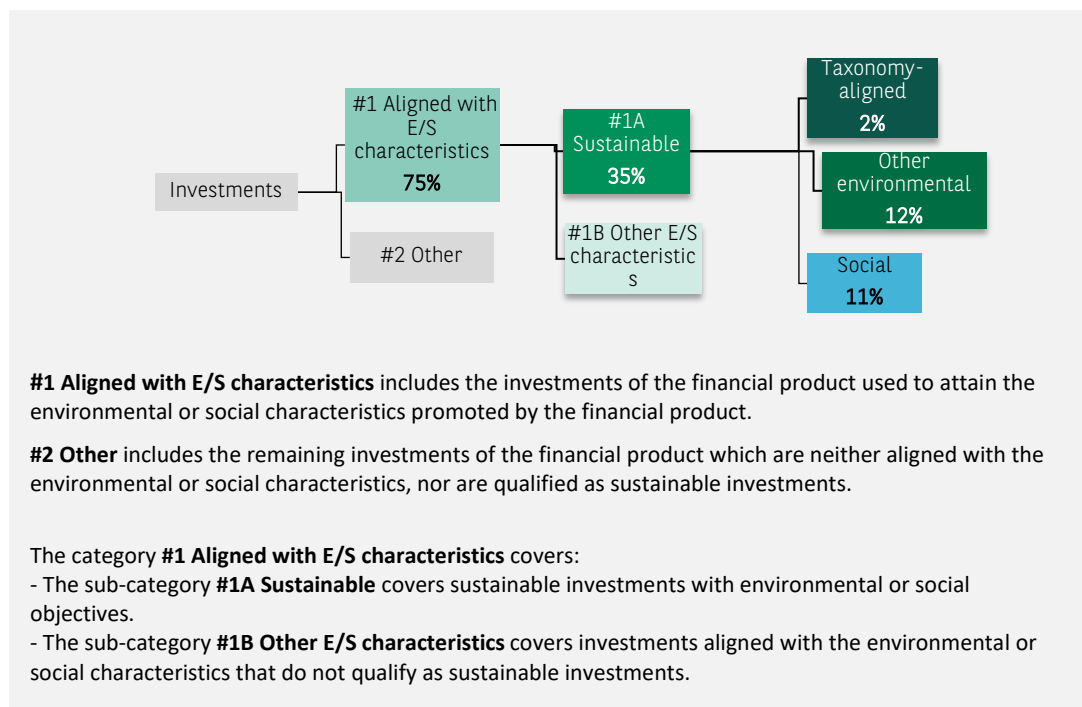 Investments
#1 Aligned with
E/S
characteristics
75%
#2 Other
#1A
Sustainable
35%
#1B Other E/S
characteristic
s
Taxonomy-
aligned
2%
Other
environmental
12%
Social
11%
#1 Aligned with E/S characteristics includes the investments of the financial product used to attain the
environmental or social characteristics promoted by the financial product.
#2 Other includes the remaining investments of the financial product which are neither aligned with the
environmental or social characteristics, nor are qualified as sustainable investments.
The category #1 Aligned with E/S characteristics covers:
- The sub-category #1A Sustainable covers sustainable investments with environmental or social
objectives.
- The sub-category #1B Other E/S characteristics covers investments aligned with the environmental or
social characteristics that do not qualify as sustainable investments.